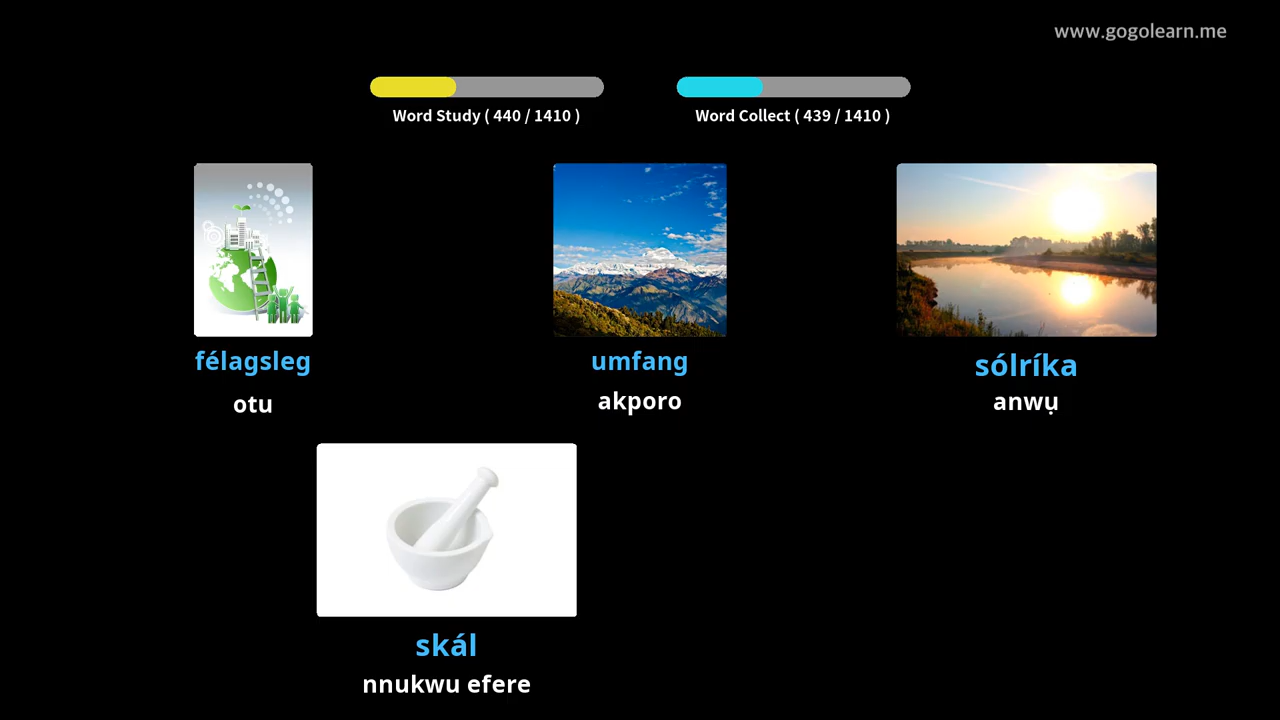 www.gogolearn.me
Word Study ( 440 / 1410 )
Word Collect ( 439 / 1410 )
félagsleg
umfang
sólríka
otu
akporo
anwụ
skál
nnukwu efere